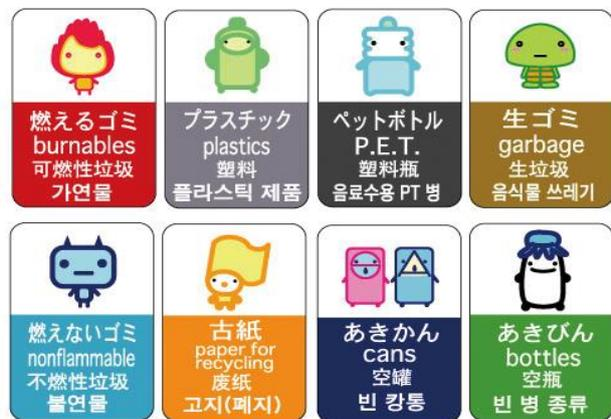 燃えるゴミ
burnables
可燃性垃圾
가연물
プラスチック
plastics
塑料
플라스틱 제품
ペットボトル
P.E.T.
塑料瓶
음료수용 PT 병
生ゴミ
garbage
生垃圾
음식물 쓰레기
燃えないゴミ
nonflammable
不燃性垃圾
불연물
古紙
paper for
recycling
废纸
고지(폐지)
あきかん
cans
空罐
빈 캉통
あきびん
bottles
空瓶
빈 병 종류